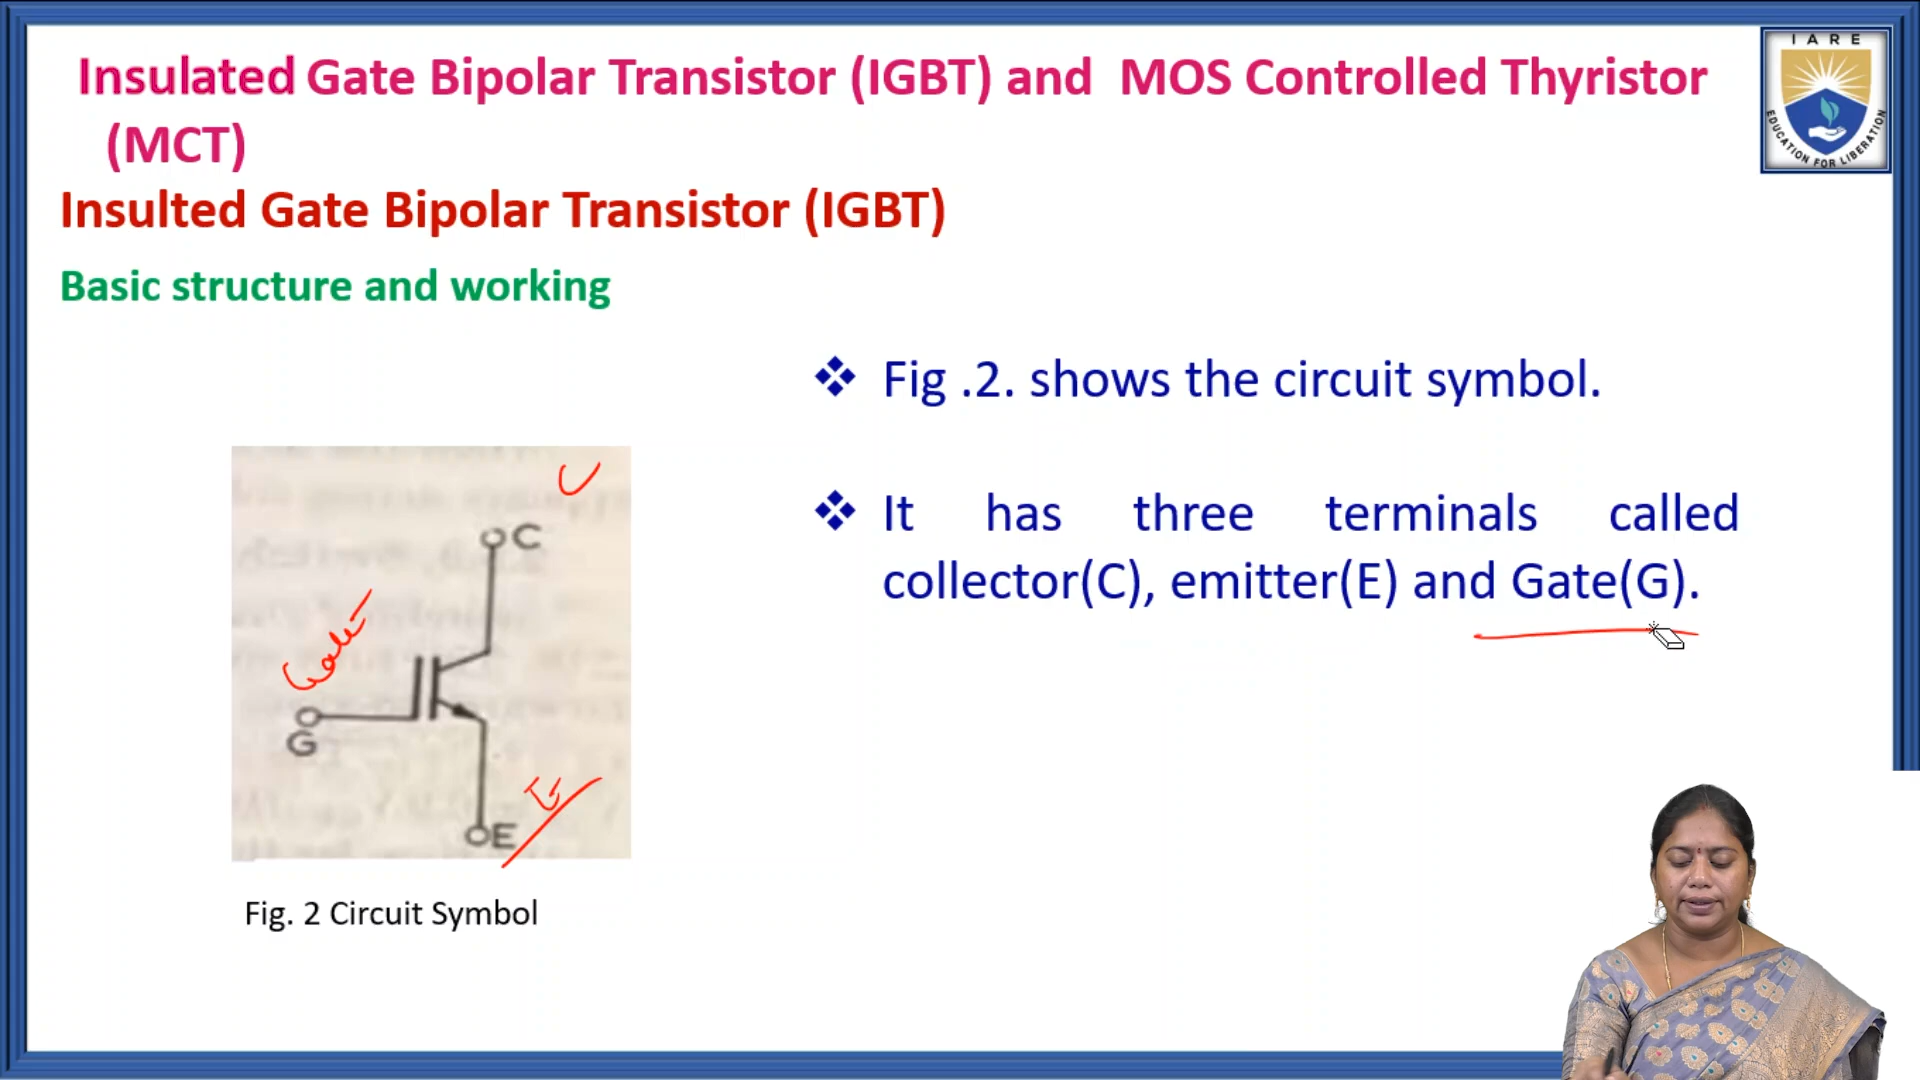 Insulated Gate Bipolar Transistor (IGBT) and MOS Controlled Thyristor
(MCT)
IARE
EDUCATION FOR LIBERATION
Insulted Gate Bipolar Transistor (IGBT)
Basic structure and working
❖ Fig .2. shows the circuit symbol.
❖ It has three terminals called
collector(C), emitter(E) and Gate(G).
C
C
Gate
G
E
E
Fig. 2 Circuit Symbol